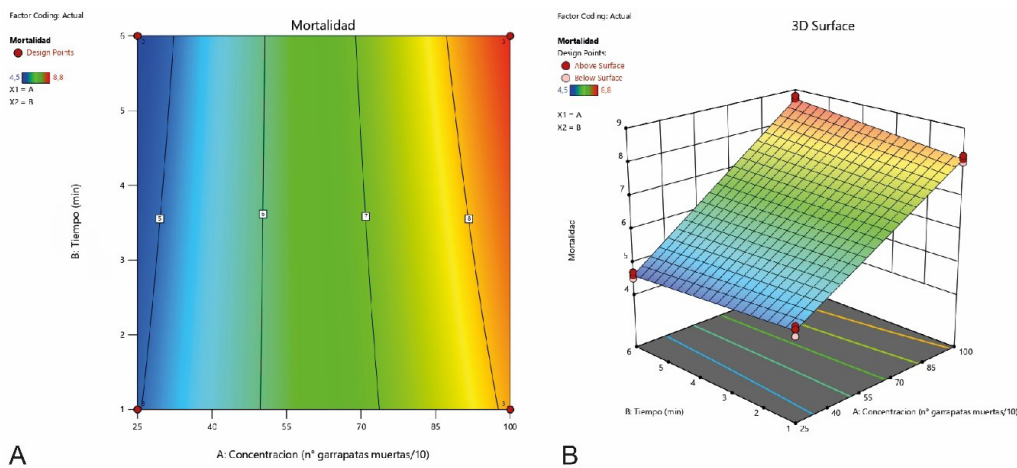 Factor Coding: Actual
Mortalidad
Mortalidad
Design Points
4,5 8,8
X1 = A
X2 = B
6
5
4
3
2
1
B: Tiempo (min)
5
6
7
8
3
3
25 40 55 70 85 100
A: Concentracion (n° garrapatas muertas/10)
A
Factor Coding: Actual
3D Surface
Mortalidad
Design Points:
Above Surface
Below Surface
4,5 8,8
X1 = A
X2 = B
9
8
7
6
5
4
Mortalidad
6
5
4
3
2
1
25
40
55
70
85
100
B: Tiempo (min)
A: Concentracion (n° garrapatas muertas/10)
B